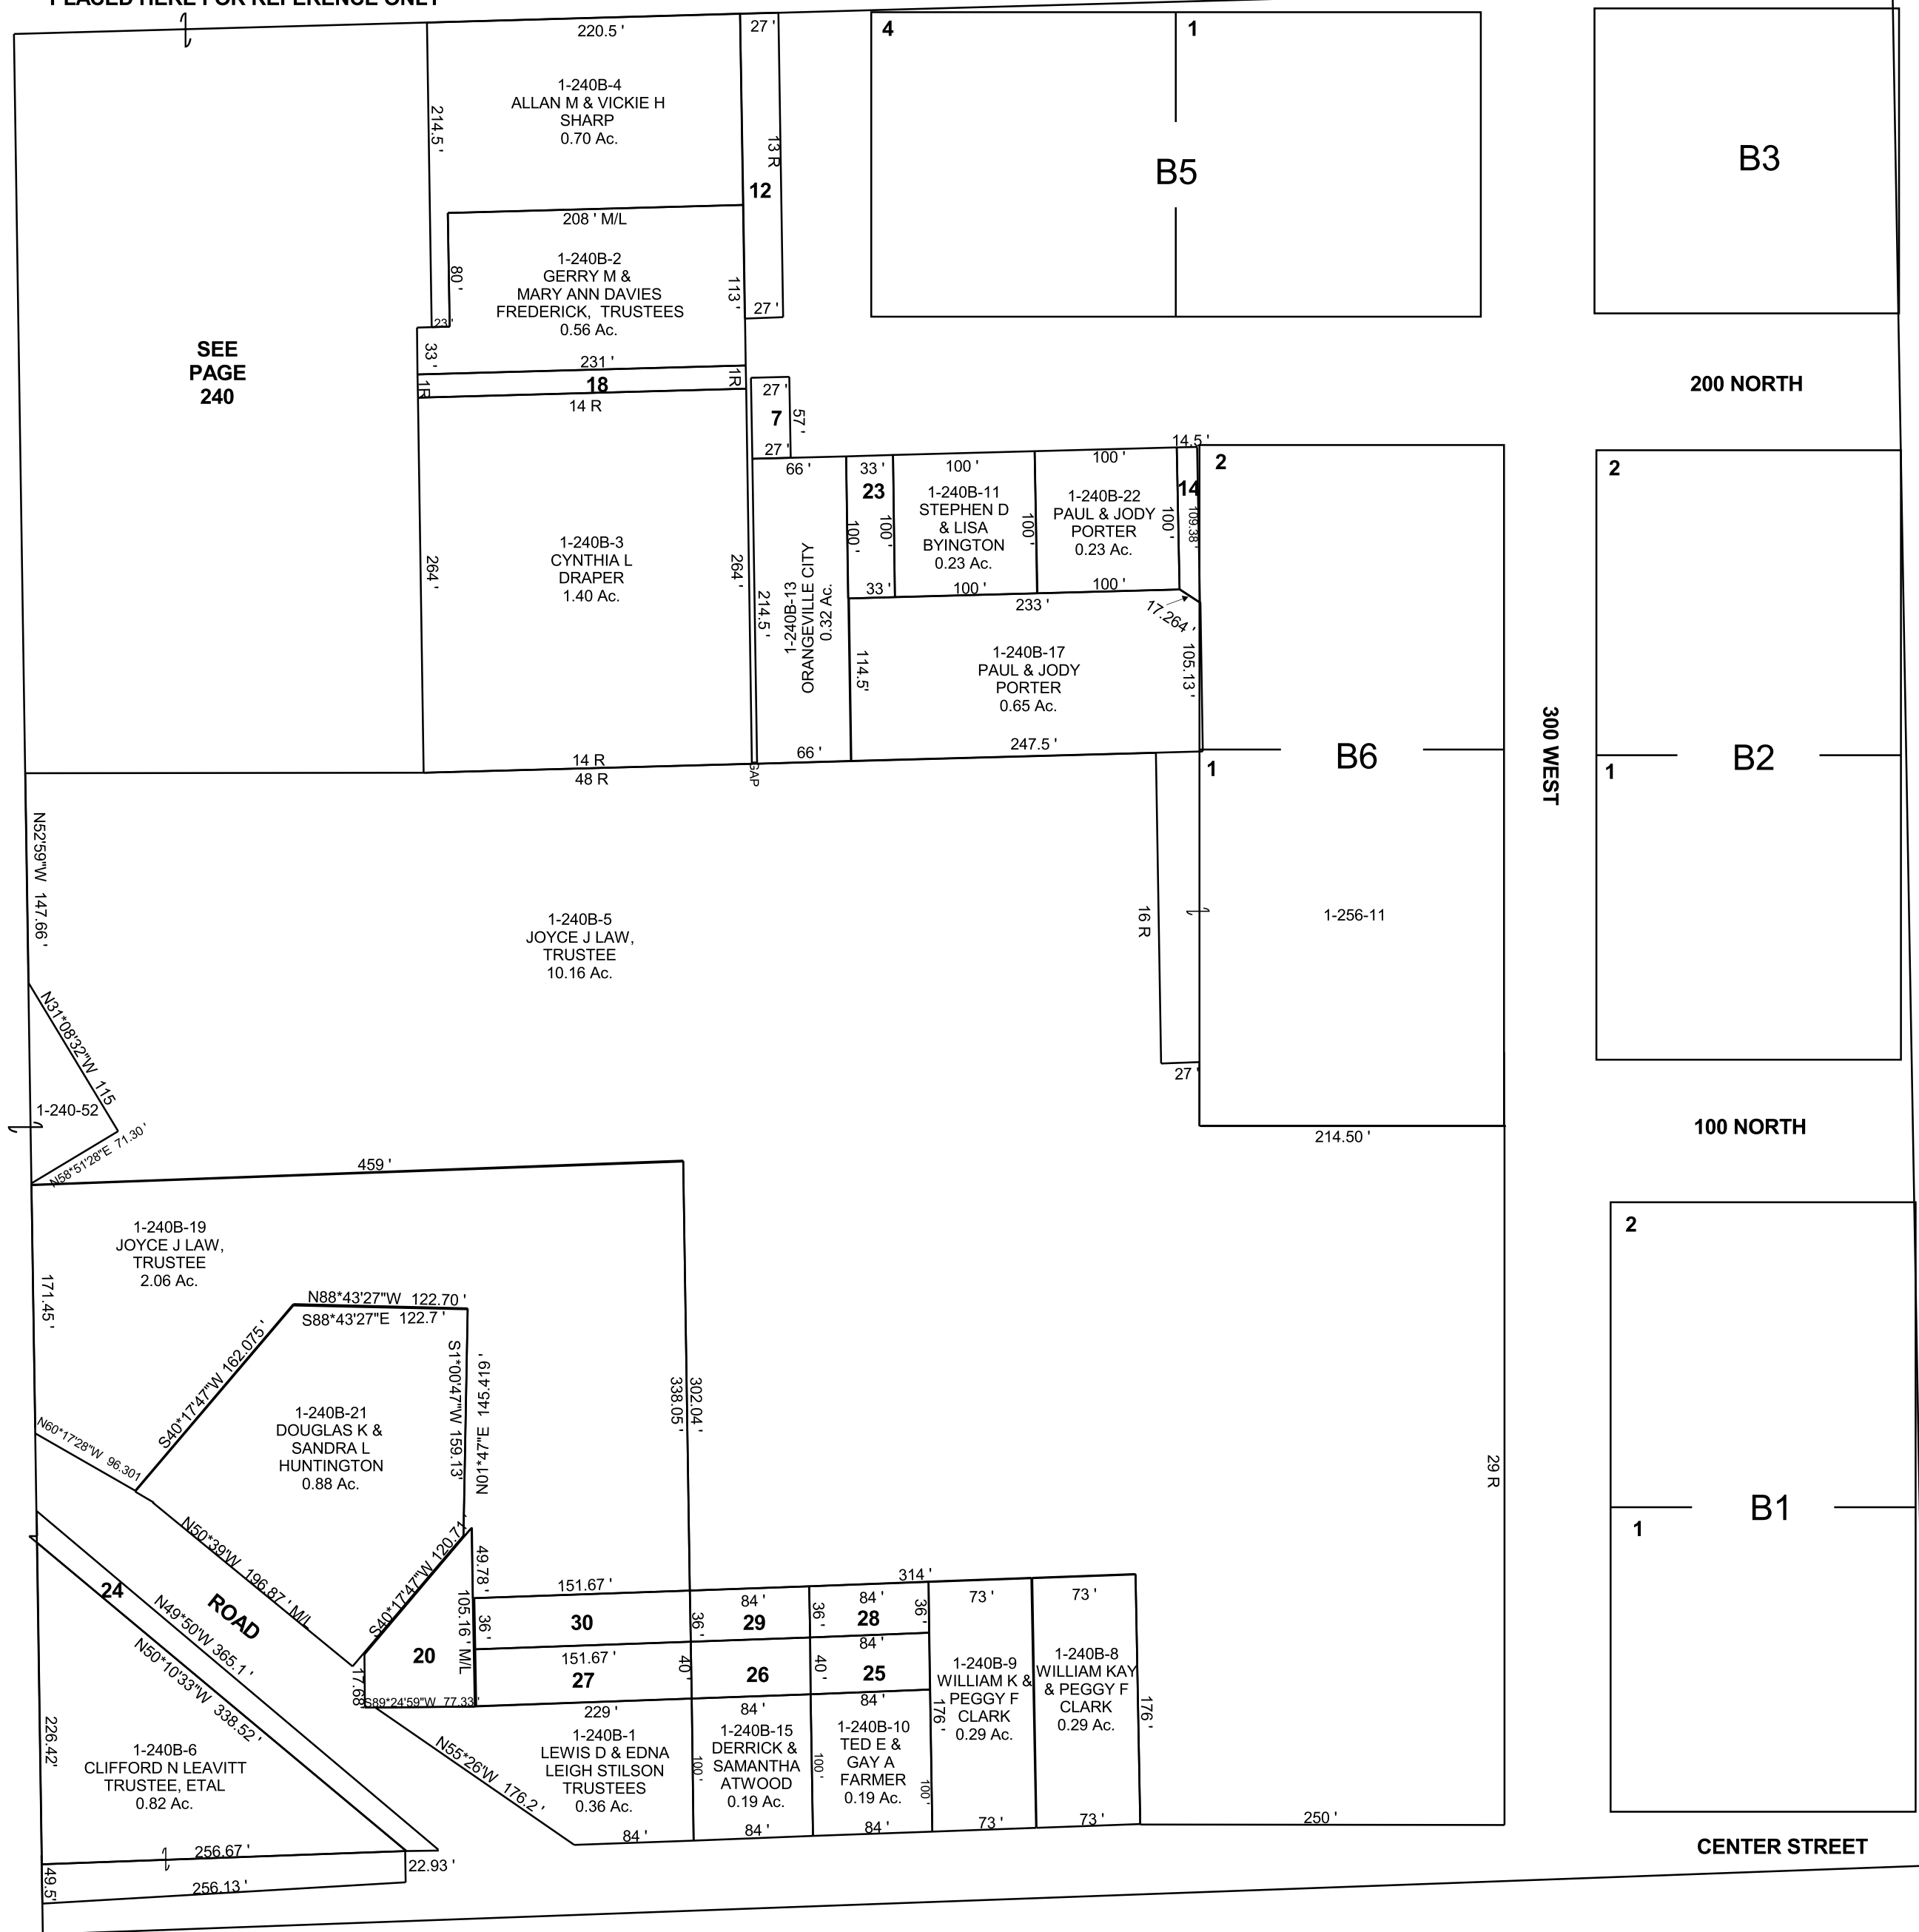 220.5 '
27 '
4
1
1-240B-4
ALLAN M & VICKIE H
SHARP
0.70 Ac.
214.5 '
13 R
12
B5
B3
208 ' M/L
1-240B-2
GERRY M &
MARY ANN DAVIES
FREDERICK, TRUSTEES
0.56 Ac.
80 '
113 '
27 '
23 '
33 '
231 '
SEE
PAGE
240
1R
18
1R
14 R
27 '
7
57 '
27 '
200 NORTH
14.5 '
66 '
33 '
100 '
100 '
2
2
23
1-240B-11
STEPHEN D
& LISA
BYINGTON
0.23 Ac.
1-240B-22
PAUL & JODY
PORTER
0.23 Ac.
14
109.38 '
100 '
100 '
100 '
100 '
33 '
100 '
100 '
1-240B-3
CYNTHIA L
DRAPER
1.40 Ac.
264 '
264 '
214.5 '
1-240B-13
ORANGEVILLE CITY
0.32 Ac.
233 '
17.264 '
114.5'
1-240B-17
PAUL & JODY
PORTER
0.65 Ac.
105.13 '
247.5 '
66 '
14 R
48 R
GAP
300 WEST
B6
1
B2
1
N52'59"W 147.66 '
1-240B-5
JOYCE J LAW,
TRUSTEE
10.16 Ac.
16 R
1-256-11
27 '
N31*08'32"W 115
1-240-52
N58*51'28"E 71.30 '
100 NORTH
214.50 '
459 '
1-240B-19
JOYCE J LAW,
TRUSTEE
2.06 Ac.
171.45 '
N88*43'27"W 122.70 '
S88*43'27"E 122.7 '
S40*17'47"W 162.075 '
S1*00'47"W 159.13'
N01*47"E 145.419 '
338.05 '
302.04 '
1-240B-21
DOUGLAS K &
SANDRA L
HUNTINGTON
0.88 Ac.
N60*17'28"W 96.301
2
B1
1
29 R
N50*39'W 196.87 ' M/L
S40*17'47"W 120.71 '
49.78 '
105.16 ' M/L
24
ROAD
N49*50'W 365.1 '
N50*10'33"W 338.52 '
151.67 '
314 '
84 '
84 '
73 '
73 '
36 '
30
36 '
29
36 '
28
36 '
84 '
20
151.67 '
27
40 '
26
40 '
25
17.68
S89*24'59"W 77.33 '
229 '
84 '
84 '
N55*26'W 176.2 '
1-240B-1
LEWIS D & EDNA
LEIGH STILSON
TRUSTEES
0.36 Ac.
100 '
1-240B-15
DERRICK &
SAMANTHA
ATWOOD
0.19 Ac.
100 '
1-240B-10
TED E &
GAY A
FARMER
0.19 Ac.
100 '
176 '
1-240B-9
WILLIAM K &
PEGGY F
CLARK
0.29 Ac.
1-240B-8
WILLIAM KAY
& PEGGY F
CLARK
0.29 Ac.
176 '
226.42'
1-240B-6
CLIFFORD N LEAVITT
TRUSTEE, ETAL
0.82 Ac.
84 '
84 '
84 '
73 '
73 '
250 '
256.67 '
22.93 '
49.5'
256.13 '
CENTER STREET